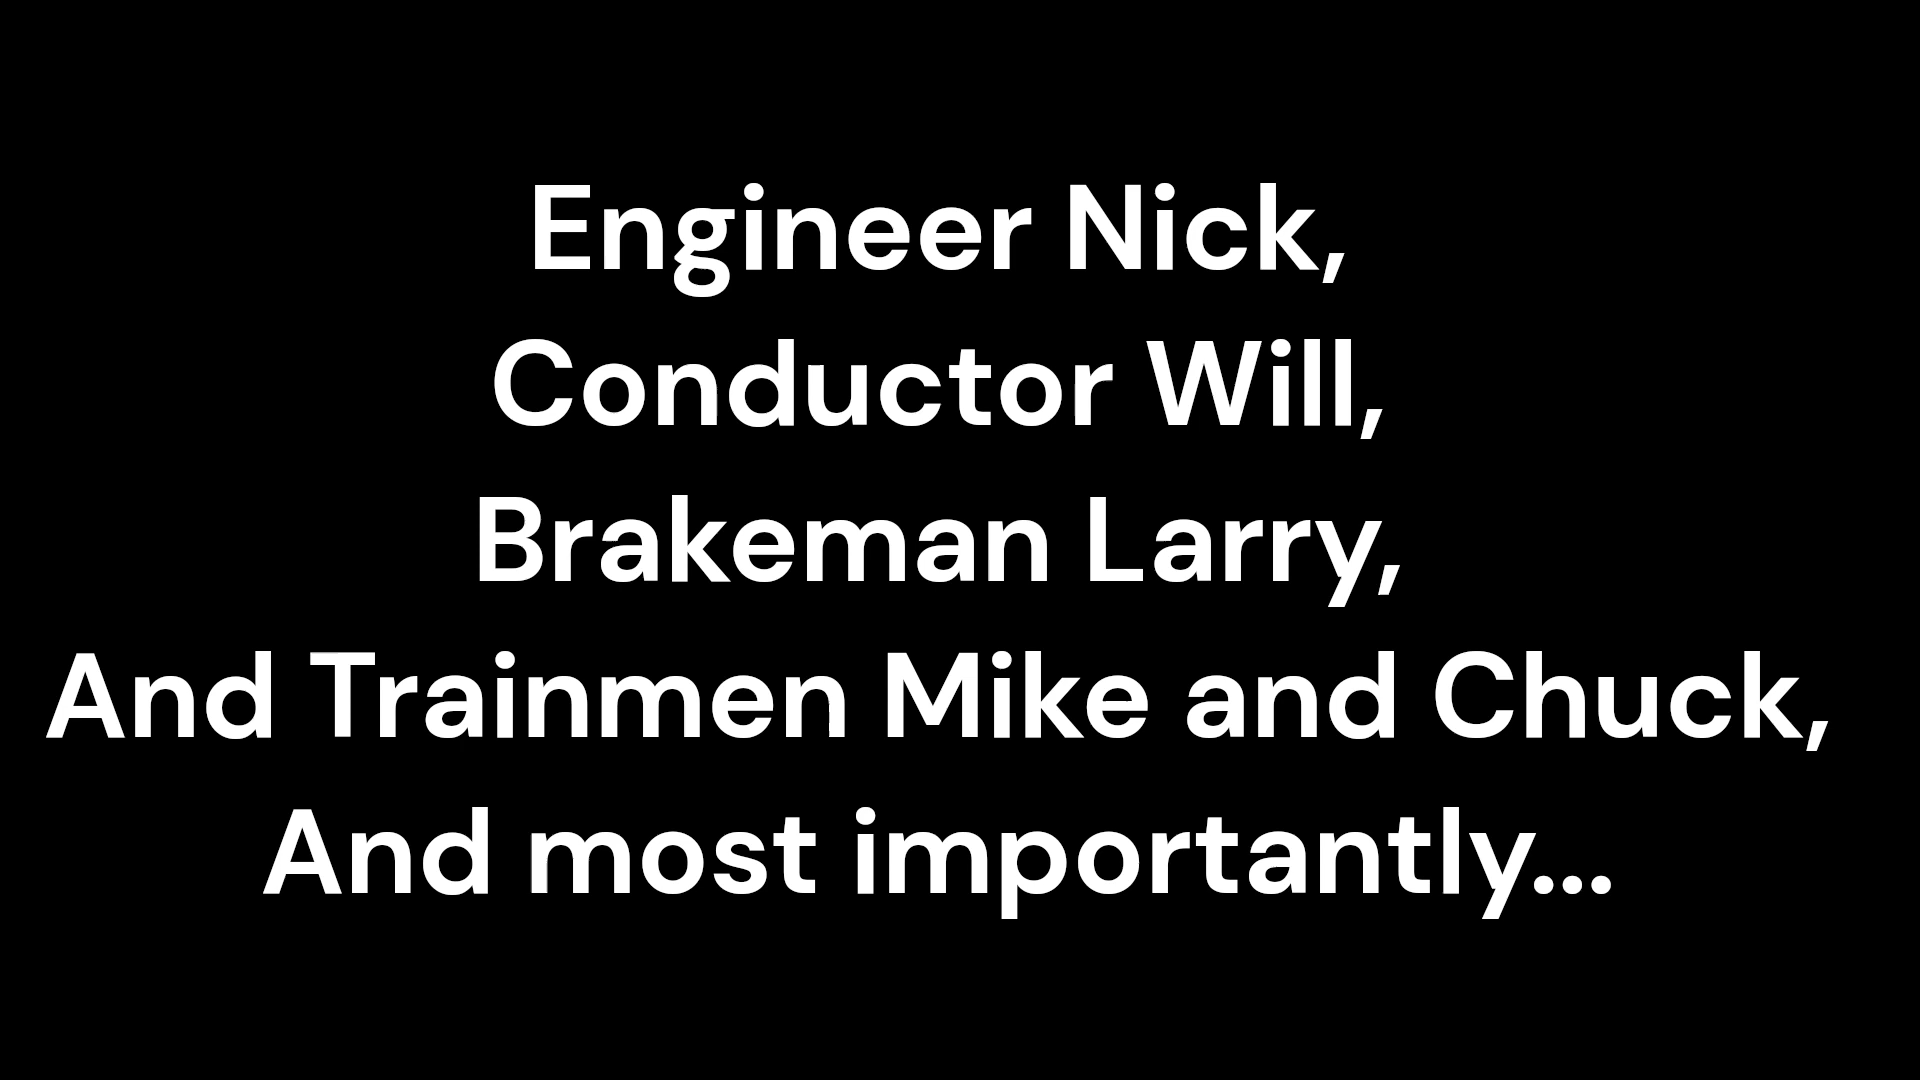 Engineer Nick,
Conductor Will,
Brakeman Larry,
And Trainmen Mike and Chuck,
And most importantly...